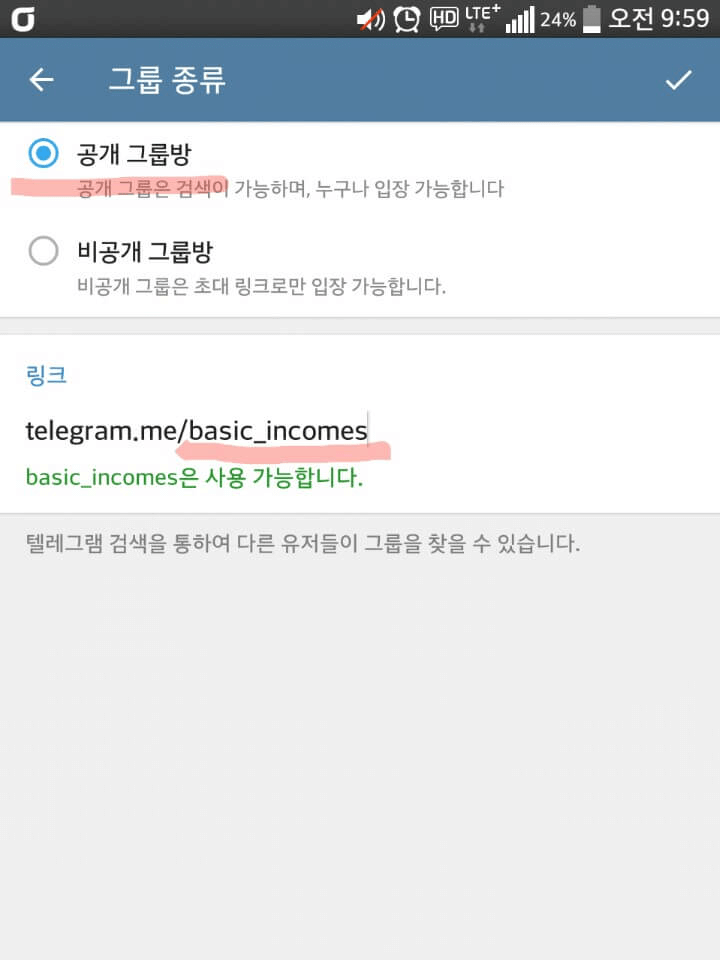 HD LTE+ 24% 오전 9:59
그룹 종류
공개 그룹방
공개 그룹은 검색이 가능하며, 누구나 입장 가능합니다
비공개 그룹방
비공개 그룹은 초대 링크로만 입장 가능합니다.
링크
telegram.me/basic_incomes
basic_incomes은 사용 가능합니다.
텔레그램 검색을 통하여 다른 유저들이 그룹을 찾을 수 있습니다.